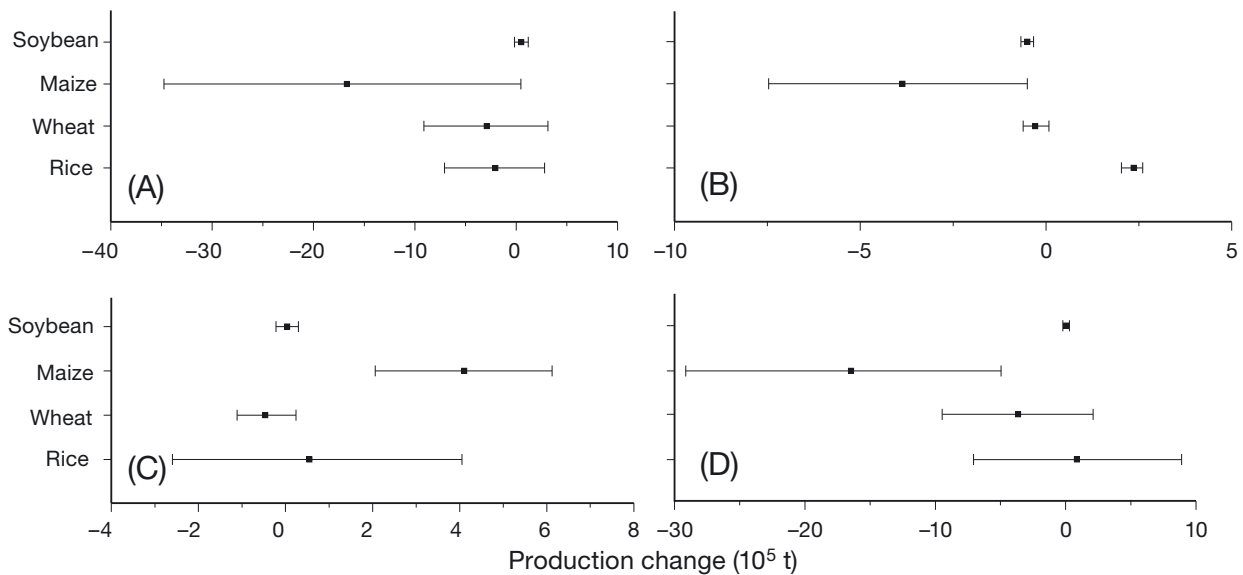 Soybean
Maize
Wheat
Rice
(A)
−40 −30 −20 −10 0 10
(B)
−10 −5 0 5
Soybean
Maize
Wheat
Rice
(C)
−4 −2 0 2 4 6 8
(D)
−30 −20 −10 0 10
Production change (10⁵ t)